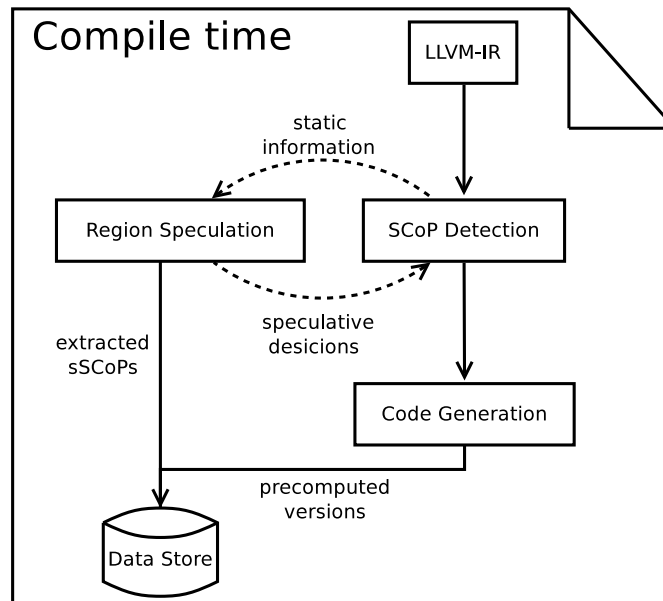 Compile time
LLVM-IR
static
information
Region Speculation
SCoP Detection
speculative
desicions
extracted
sSCoPs
Code Generation
precomputed
versions
Data Store